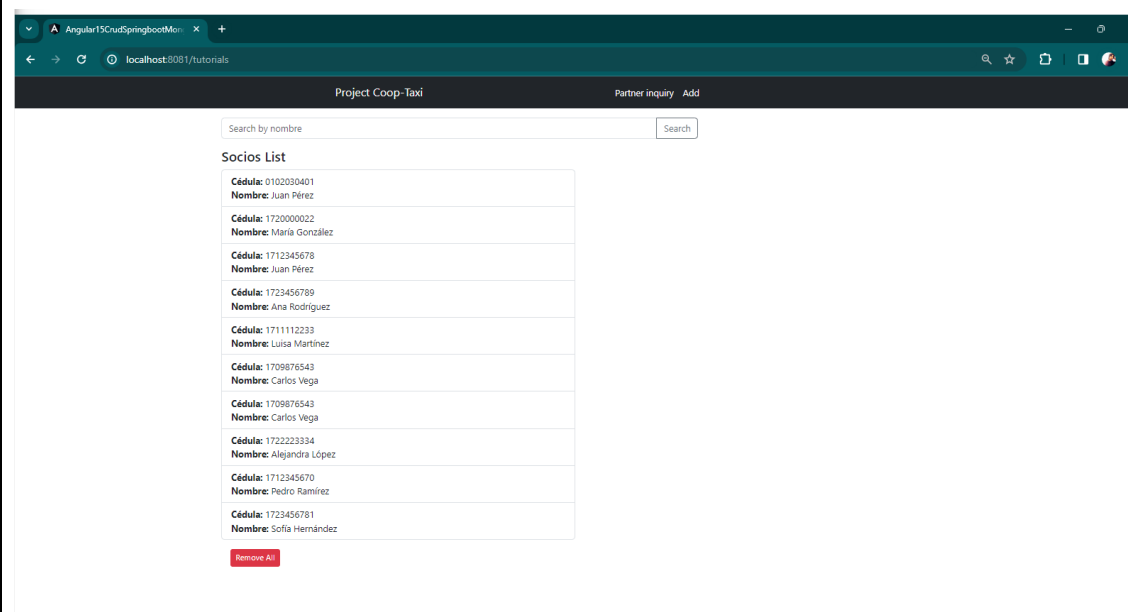 Angular15CrudSpringbootMon
localhost:8081/tutorials
Project Coop-Taxi
Partner inquiry Add
Search by nombre
Search
Socios List
Cédula: 0102030401
Nombre: Juan Pérez
Cédula: 1720000022
Nombre: María González
Cédula: 1712345678
Nombre: Juan Pérez
Cédula: 1723456789
Nombre: Ana Rodríguez
Cédula: 1711112233
Nombre: Luisa Martínez
Cédula: 1709876543
Nombre: Carlos Vega
Cédula: 1709876543
Nombre: Carlos Vega
Cédula: 1722223334
Nombre: Alejandra López
Cédula: 1712345670
Nombre: Pedro Ramírez
Cédula: 1723456781
Nombre: Sofía Hernández
Remove All